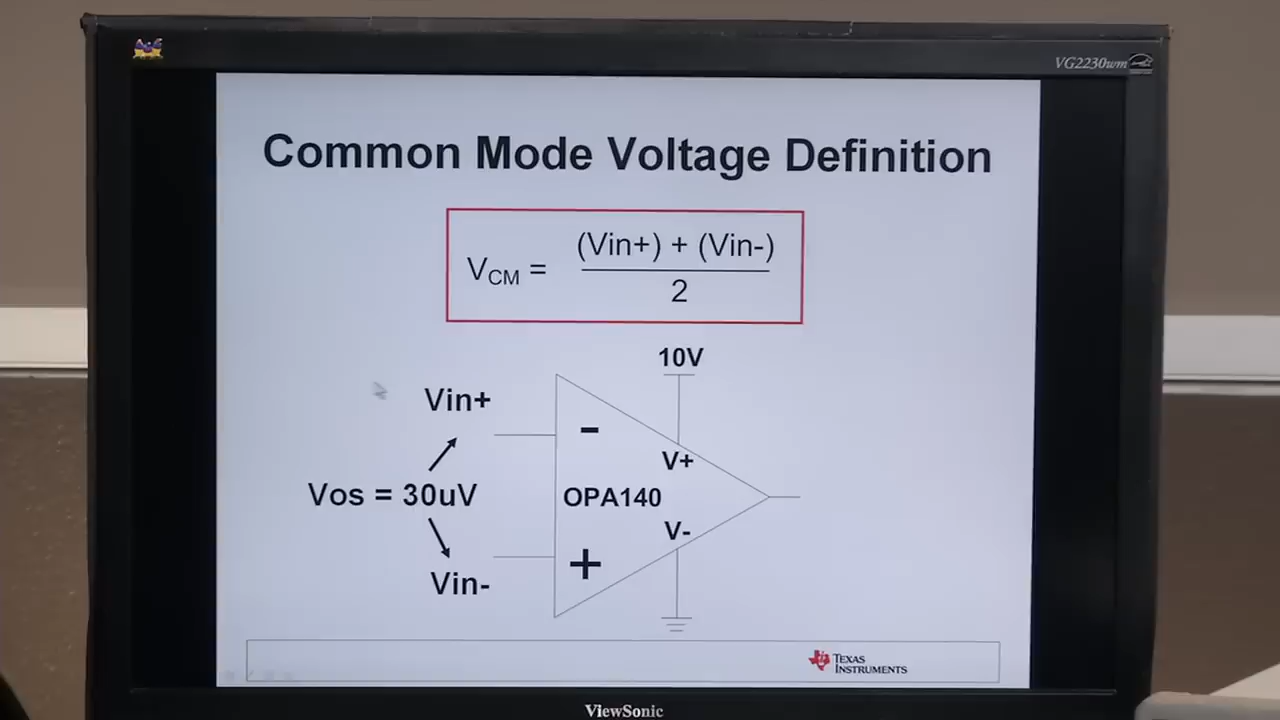 VG2230wm
Common Mode Voltage Definition
VCM = (Vin+) + (Vin-)
2
10V
Vin+
-
V+
Vos = 30uV
OPA140
V-
+
Vin-
TEXAS
INSTRUMENTS
ViewSonic